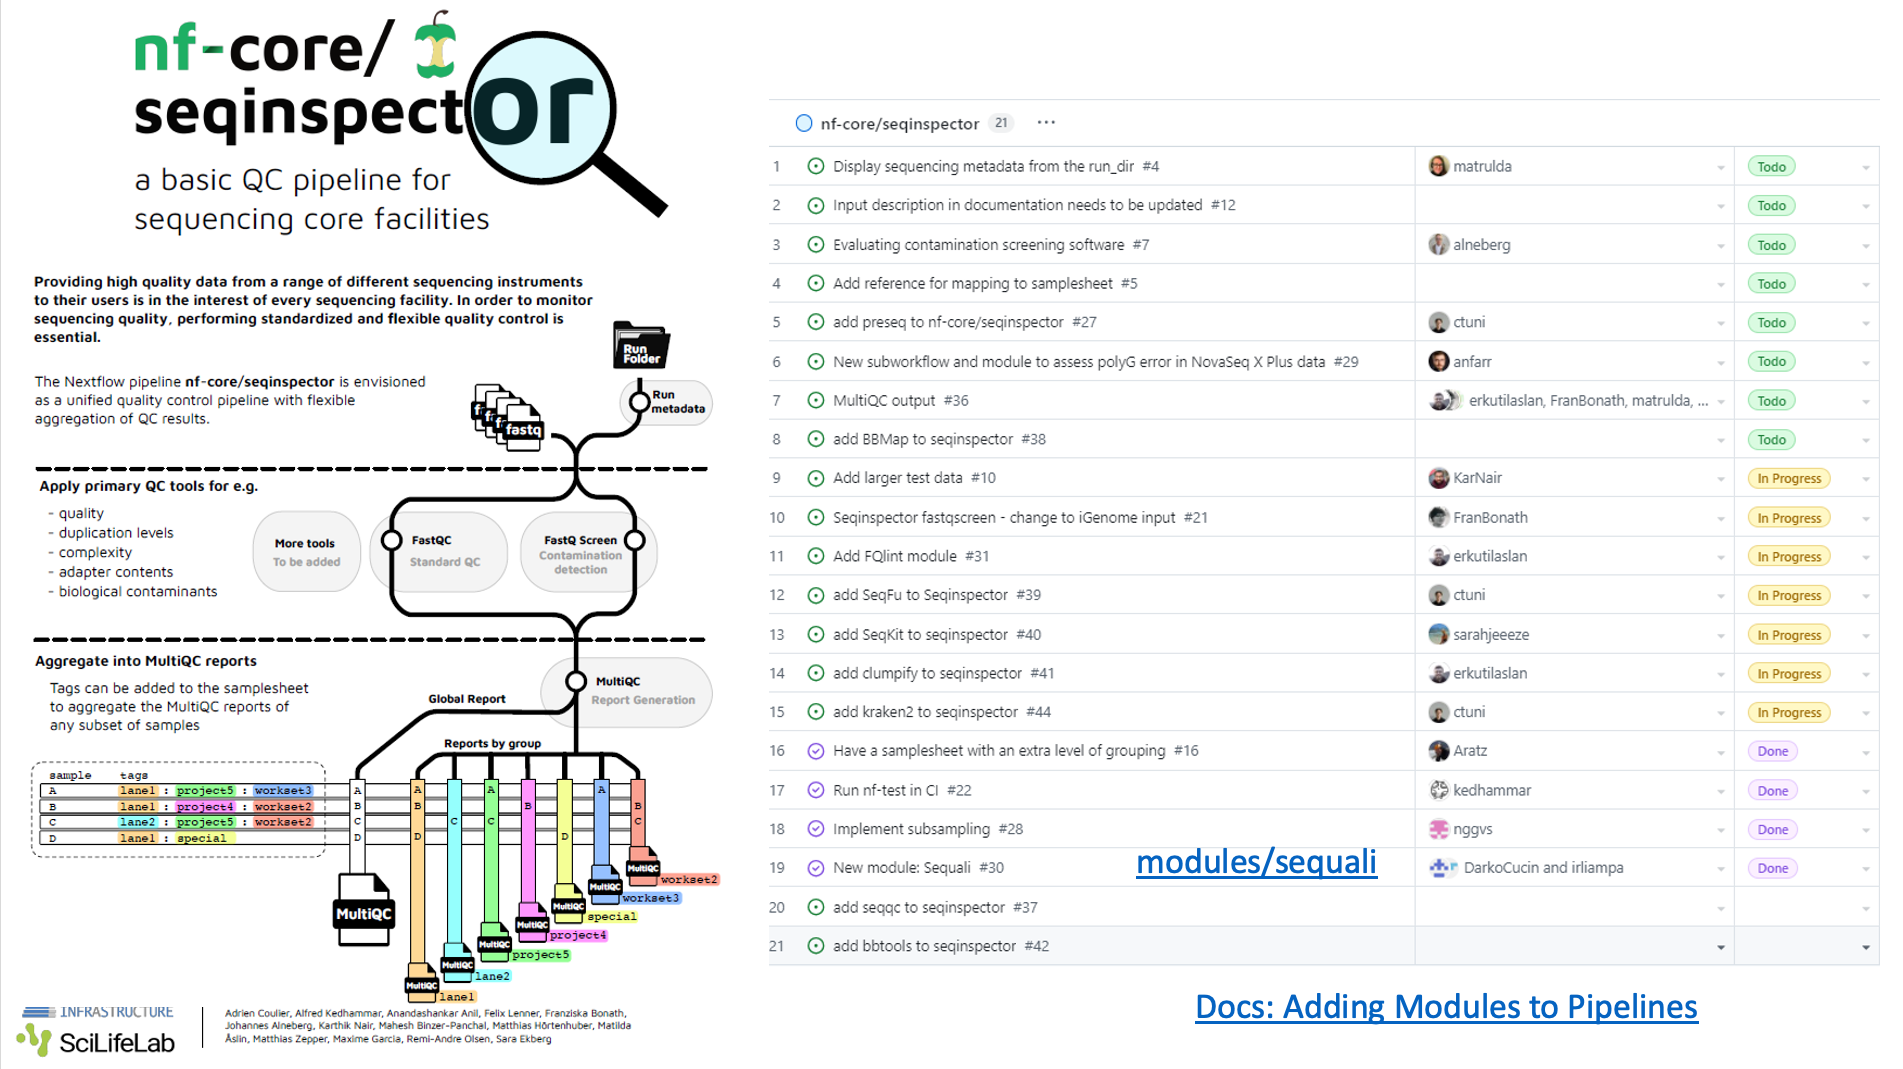 nf-core/
seqinspector
a basic QC pipeline for
sequencing core facilities
Providing high quality data from a range of different sequencing instruments
to their users is in the interest of every sequencing facility. In order to monitor
sequencing quality, performing standardized and flexible quality control is
essential.
The Nextflow pipeline nf-core/seqinspector is envisioned
as a unified quality control pipeline with flexible
aggregation of QC results.
Run
Folder
Run
metadata
fastq
Apply primary QC tools for e.g.
- quality
- duplication levels
- complexity
- adapter contents
- biological contaminants
More tools
To be added
FastQC
Standard QC
FastQ Screen
Contamination
detection
Aggregate into MultiQC reports
Tags can be added to the samplesheet
to aggregate the MultiQC reports of
any subset of samples
MultiQC
Report Generation
Global Report
Reports by group
sample tags
A lane1 : project5 : workset3
B lane1 : project4 : workset2
C lane2 : project5 : workset2
D lane1 : special
A A A A
B B B B
C C C C
D D D
MultiQC
MultiQC workset2
MultiQC workset3
MultiQC special
MultiQC project4
MultiQC project5
MultiQC lane2
MultiQC lane1
INFRASTRUCTURE
SciLifeLab
Adrien Coulier, Alfred Kedhammar, Anandashankar Anil, Felix Lenner, Franziska Bonath,
Johannes Alneberg, Karthik Nair, Mahesh Binzer-Panchal, Matthias Hörtenhuber, Matilda
Åslin, Matthias Zepper, Maxime Garcia, Remi-Andre Olsen, Sara Ekberg
nf-core/seqinspector 21 ...
1 Display sequencing metadata from the run_dir #4 matrulda Todo
2 Input description in documentation needs to be updated #12 Todo
3 Evaluating contamination screening software #7 alneberg Todo
4 Add reference for mapping to samplesheet #5 Todo
5 add preseq to nf-core/seqinspector #27 ctuni Todo
6 New subworkflow and module to assess polyG error in NovaSeq X Plus data #29 anfarr Todo
7 MultiQC output #36 erkutilaslan, FranBonath, matrulda, ... Todo
8 add BBMap to seqinspector #38 Todo
9 Add larger test data #10 KarNair In Progress
10 Seqinspector fastqscreen - change to iGenome input #21 FranBonath In Progress
11 Add FQlint module #31 erkutilaslan In Progress
12 add SeqFu to Seqinspector #39 ctuni In Progress
13 add SeqKit to seqinspector #40 sarahjeeeze In Progress
14 add clumpify to seqinspector #41 erkutilaslan In Progress
15 add kraken2 to seqinspector #44 ctuni In Progress
16 Have a samplesheet with an extra level of grouping #16 Aratz Done
17 Run nf-test in CI #22 kedhammar Done
18 Implement subsampling #28 nggvs Done
19 New module: Sequali #30 DarkoCucin and irliampa Done
modules/sequali
20 add seqqc to seqinspector #37
21 add bbtools to seqinspector #42
Docs: Adding Modules to Pipelines